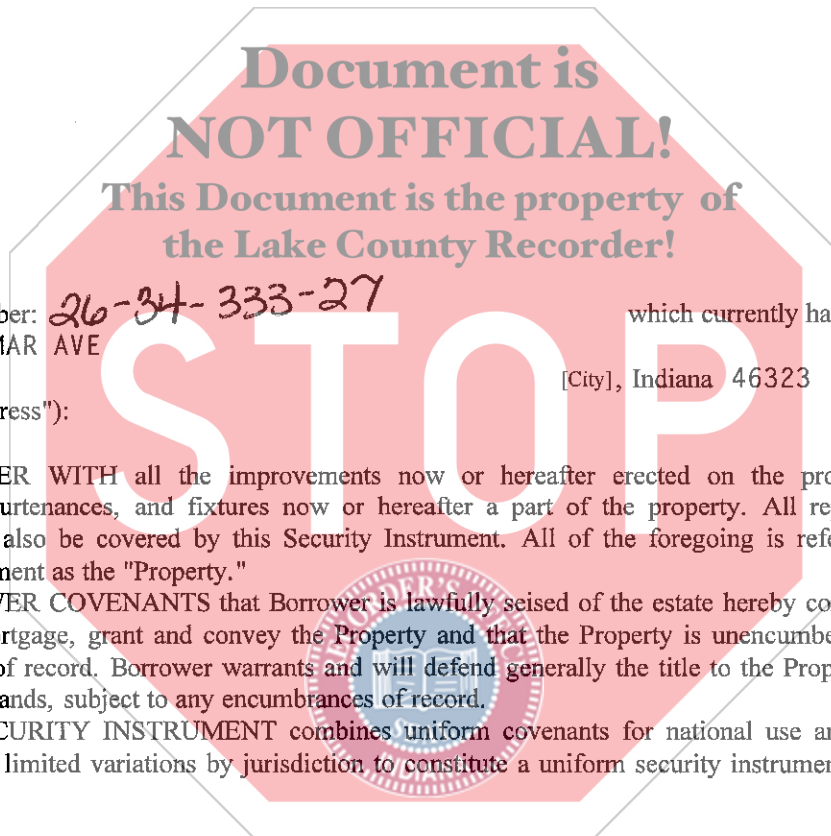 Document is
NOT OFFICIAL!
This Document is the property of
the Lake County Recorder!
ber: 26-34-333-27 which currently ha
MAR AVE
[City], Indiana 46323
ress"):
STOP
ER WITH all the improvements now or hereafter erected on the pro
urtenances, and fixtures now or hereafter a part of the property. All re
also be covered by this Security Instrument. All of the foregoing is refe
ment as the "Property."
VER COVENANTS that Borrower is lawfully seised of the estate hereby co
rtgage, grant and convey the Property and that the Property is unencumbe
of record. Borrower warrants and will defend generally the title to the Prop
ands, subject to any encumbrances of record.
CURITY INSTRUMENT combines uniform covenants for national use an
limited variations by jurisdiction to constitute a uniform security instrumen